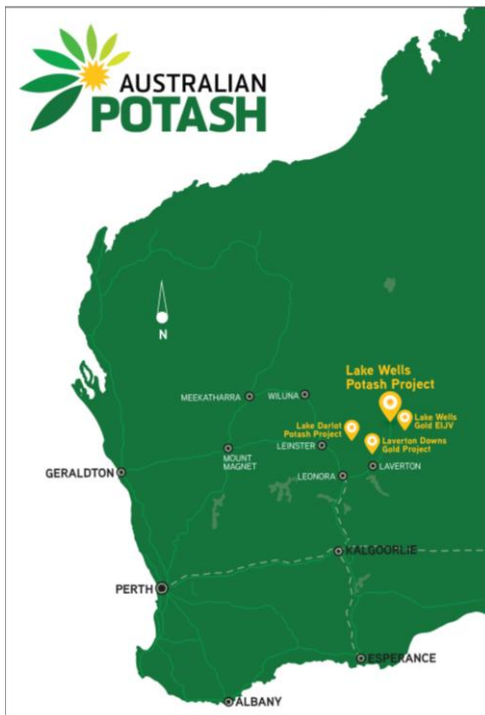 AUSTRALIAN
POTASH
N
Lake Wells
Potash Project
MEEKATHARRA
WILUNA
Lake Wells
Gold EIJV
Lake Darlot
Potash Project
Laverton Downs
Gold Project
LEINSTER
MOUNT
MAGNET
LAVERTON
GERALDTON
LEONORA
KALGOORLIE
PERTH
ESPERANCE
ALBANY